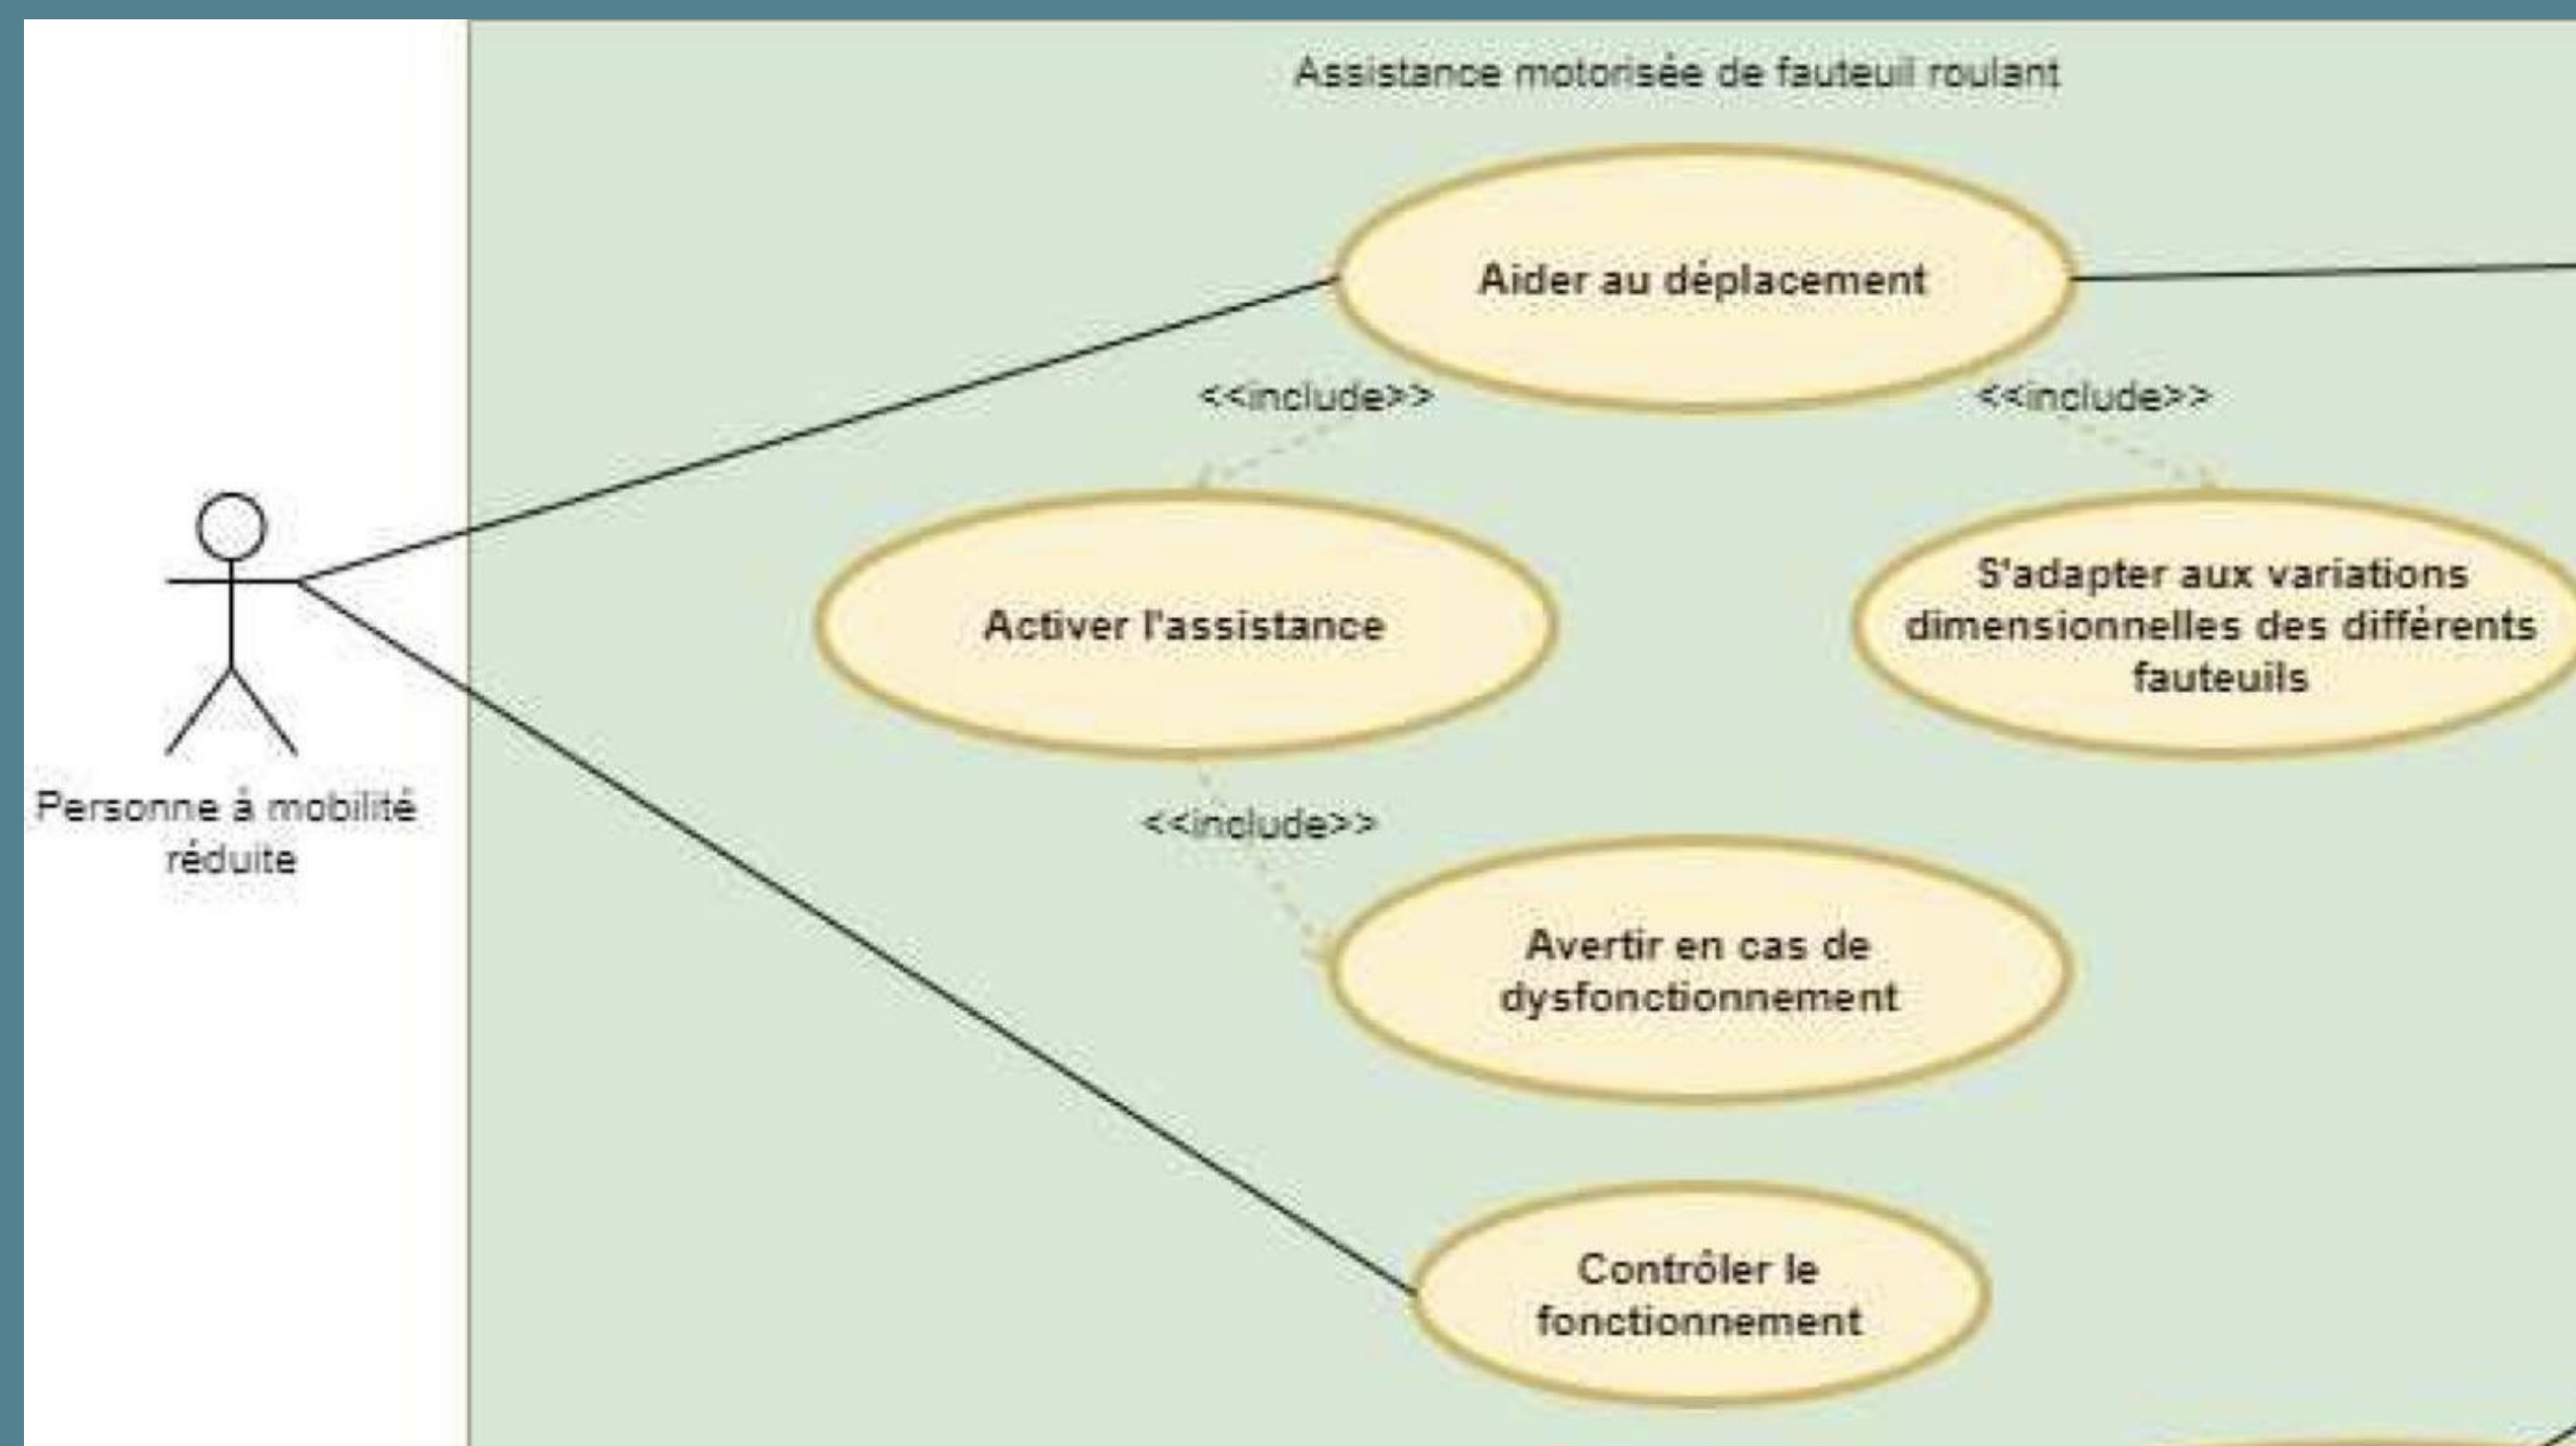 Assistance motorisée de fauteuil roulant
Aider au déplacement
<<include>>
<<include>>
Activer l'assistance
S'adapter aux variations
dimensionnelles des différents
fauteuils
Personne à mobilité
réduite
<<include>>
Avertir en cas de
dysfonctionnement
Contrôler le
fonctionnement